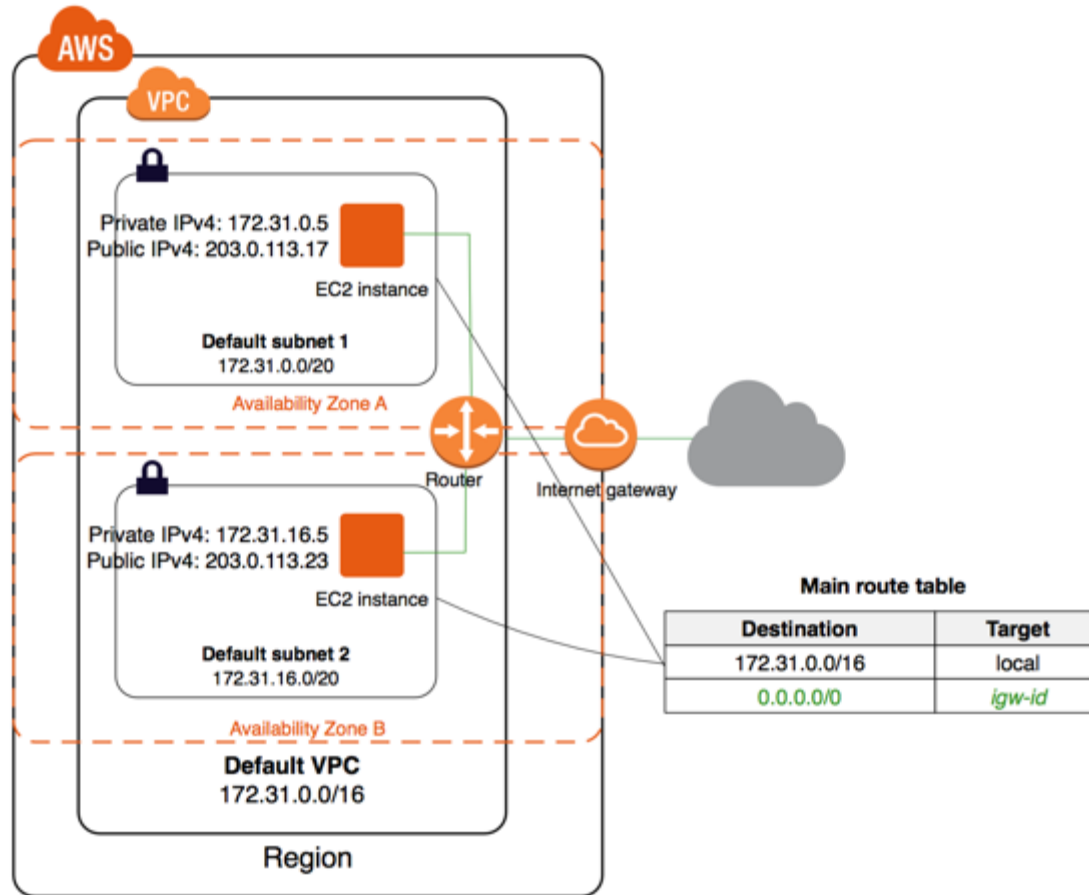 AWS
VPC
Private IPv4: 172.31.0.5
Public IPv4: 203.0.113.17
EC2 instance
Default subnet 1
172.31.0.0/20
Availability Zone A
Router
Internet gateway
Private IPv4: 172.31.16.5
Public IPv4: 203.0.113.23
EC2 instance
Default subnet 2
172.31.16.0/20
Availability Zone B
Default VPC
172.31.0.0/16
Region
Main route table
Destination Target
172.31.0.0/16 local
0.0.0.0/0 igw-id